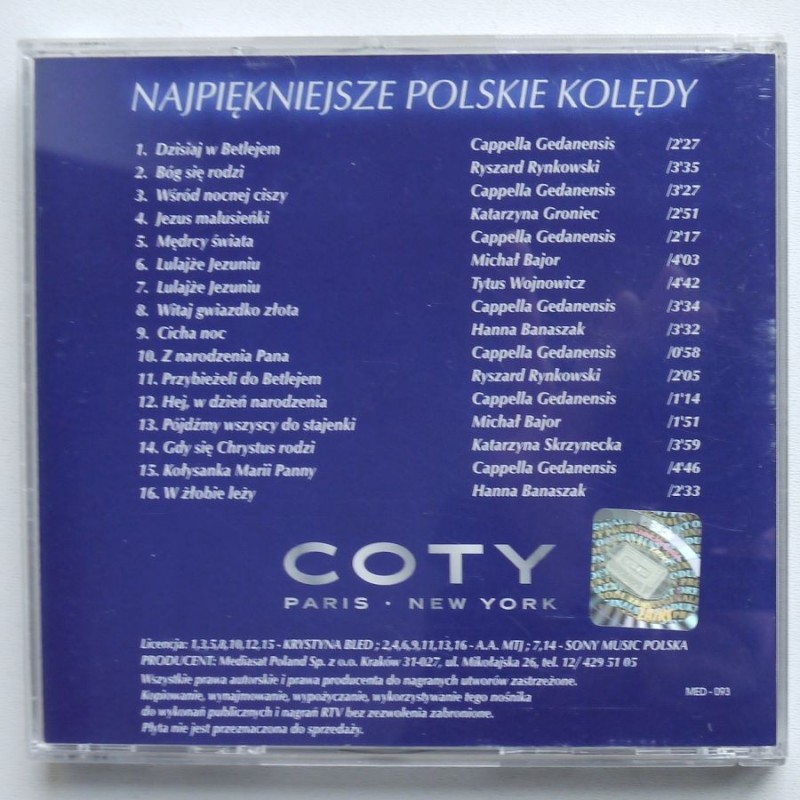 NAJPIĘKNIEJSZE POLSKIE KOLĘDY
1. Dzisiaj w Betlejem Cappella Gedanensis /2'27
2. Bóg się rodzi Ryszard Rynkowski /3'35
3. Wśród nocnej ciszy Cappella Gedanensis /3'27
4. Jezus malusieńki Katarzyna Groniec /2'51
5. Mędrcy świata Cappella Gedanensis /2'17
6. Lulajże Jezuniu Michał Bajor /4'03
7. Lulajże Jezuniu Tytus Wojnowicz /4'42
8. Witaj gwiazdko złota Cappella Gedanensis /3'34
9. Cicha noc Hanna Banaszak /3'32
10. Z narodzenia Pana Cappella Gedanensis /0'58
11. Przybieżeli do Betlejem Ryszard Rynkowski /2'05
12. Hej, w dzień narodzenia Cappella Gedanensis /1'14
13. Pójdźmy wszyscy do stajenki Michał Bajor /1'51
14. Gdy się Chrystus rodzi Katarzyna Skrzynecka /3'59
15. Kołysanka Marii Panny Cappella Gedanensis /4'46
16. W żłobie leży Hanna Banaszak /2'33
COTY
PARIS · NEW YORK
Licencja: 1,3,5,8,10,12,15 - KRYSTYNA BLED ; 2,4,6,9,11,13,16 - A.A. MTJ ; 7,14 - SONY MUSIC POLSKA
PRODUCENT: Mediasat Poland Sp. z o.o. Kraków 31-027, ul. Mikołajska 26, tel. 12/ 429 51 05
Wszystkie prawa autorskie i prawa producenta do nagranych utworów zastrzeżone.
Kopiowanie, wynajmowanie, wypożyczanie, wykorzystywanie tego nośnika
do wykonań publicznych i nagrań RTV bez zezwolenia zabronione.
Płyta nie jest przeznaczona do sprzedaży.
MED - 093